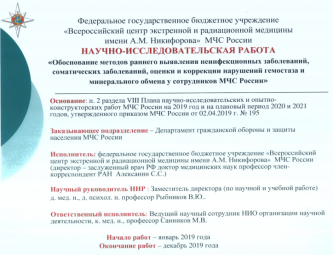 Федеральное государственное бюджетное учреждение
«Всероссийский центр экстренной и радиационной медицины
имени А.М. Никифорова» МЧС России
НАУЧНО-ИССЛЕДОВАТЕЛЬСКАЯ РАБОТА
«Обоснование методов раннего выявления неинфекционных заболеваний,
соматических заболеваний, оценки и коррекции нарушений гемостаза и
минерального обмена у сотрудников МЧС России»
Основание: п. 2 раздела VIII Плана научно-исследовательских и опытно-
конструкторских работ МЧС России на 2019 год и на плановый период 2020 и 2021
годов, утвержденного приказом МЧС России от 02.04.2019 г. № 195
Заказывающее подразделение – Департамент гражданской обороны и защиты
населения МЧС России
Исполнитель: федеральное государственное бюджетное учреждение «Всероссийский
центр экстренной и радиационной медицины им. А.М. Никифорова» МЧС России
(директор – заслуженный врач РФ доктор медицинских наук профессор член-
корреспондент РАН Алексанин С.С.)
Научный руководитель НИР: Заместитель директора (по научной и учебной работе)
д. м. н., д. психол. н. профессор Рыбников В.Ю..
Ответственный исполнитель: Ведущий научный сотрудник НИО организации научной
деятельности, к. м. н., профессор Санников М.В.
Начало работ – январь 2019 года
Окончание работ – декабрь 2019 года